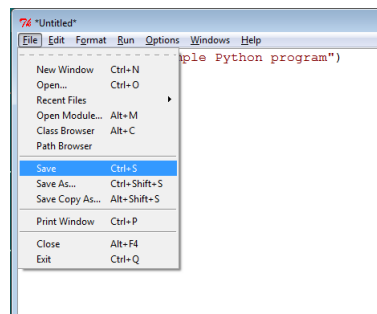 *Untitled*
File Edit Format Run Options Windows Help
ple Python program")
New Window Ctrl+N
Open... Ctrl+O
Recent Files
Open Module... Alt+M
Class Browser Alt+C
Path Browser
Save Ctrl+S
Save As... Ctrl+Shift+S
Save Copy As... Alt+Shift+S
Print Window Ctrl+P
Close Alt+F4
Exit Ctrl+Q